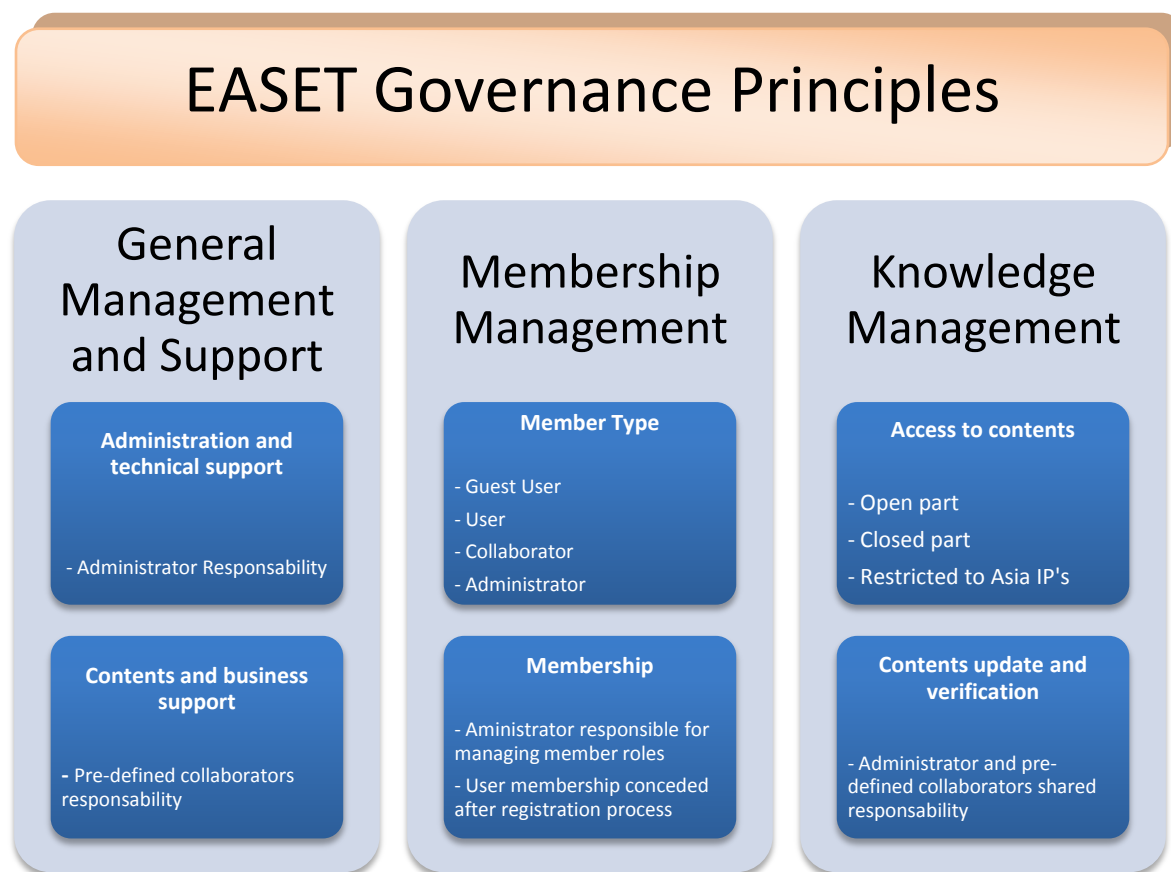 EASET Governance Principles
General
Management
and Support
Administration and
technical support
- Administrator Responsability
Contents and business
support
- Pre-defined collaborators
responsability
Membership
Management
Member Type
- Guest User
- User
- Collaborator
- Administrator
Membership
- Aministrator responsible for
managing member roles
- User membership conceded
after registration process
Knowledge
Management
Access to contents
- Open part
- Closed part
- Restricted to Asia IP's
Contents update and
verification
- Administrator and pre-
defined collaborators shared
responsability